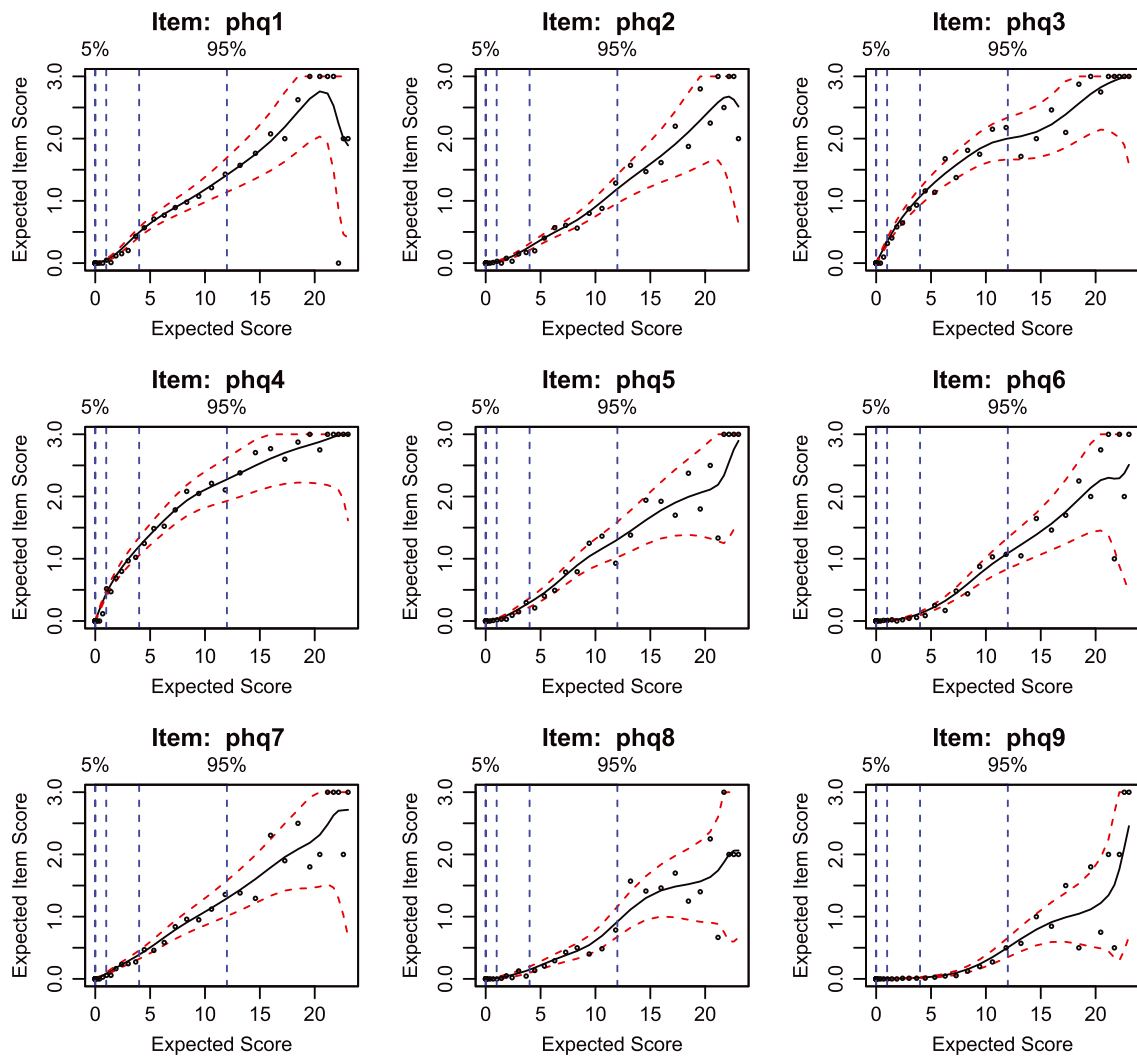 Item: phq1
5% 95%
Expected Item Score
3.0
2.0
1.0
0.0
0 5 10 15 20
Expected Score
Item: phq2
5% 95%
Expected Item Score
3.0
2.0
1.0
0.0
0 5 10 15 20
Expected Score
Item: phq3
5% 95%
Expected Item Score
3.0
2.0
1.0
0.0
0 5 10 15 20
Expected Score
Item: phq4
5% 95%
Expected Item Score
3.0
2.0
1.0
0.0
0 5 10 15 20
Expected Score
Item: phq5
5% 95%
Expected Item Score
3.0
2.0
1.0
0.0
0 5 10 15 20
Expected Score
Item: phq6
5% 95%
Expected Item Score
3.0
2.0
1.0
0.0
0 5 10 15 20
Expected Score
Item: phq7
5% 95%
Expected Item Score
3.0
2.0
1.0
0.0
0 5 10 15 20
Expected Score
Item: phq8
5% 95%
Expected Item Score
3.0
2.0
1.0
0.0
0 5 10 15 20
Expected Score
Item: phq9
5% 95%
Expected Item Score
3.0
2.0
1.0
0.0
0 5 10 15 20
Expected Score